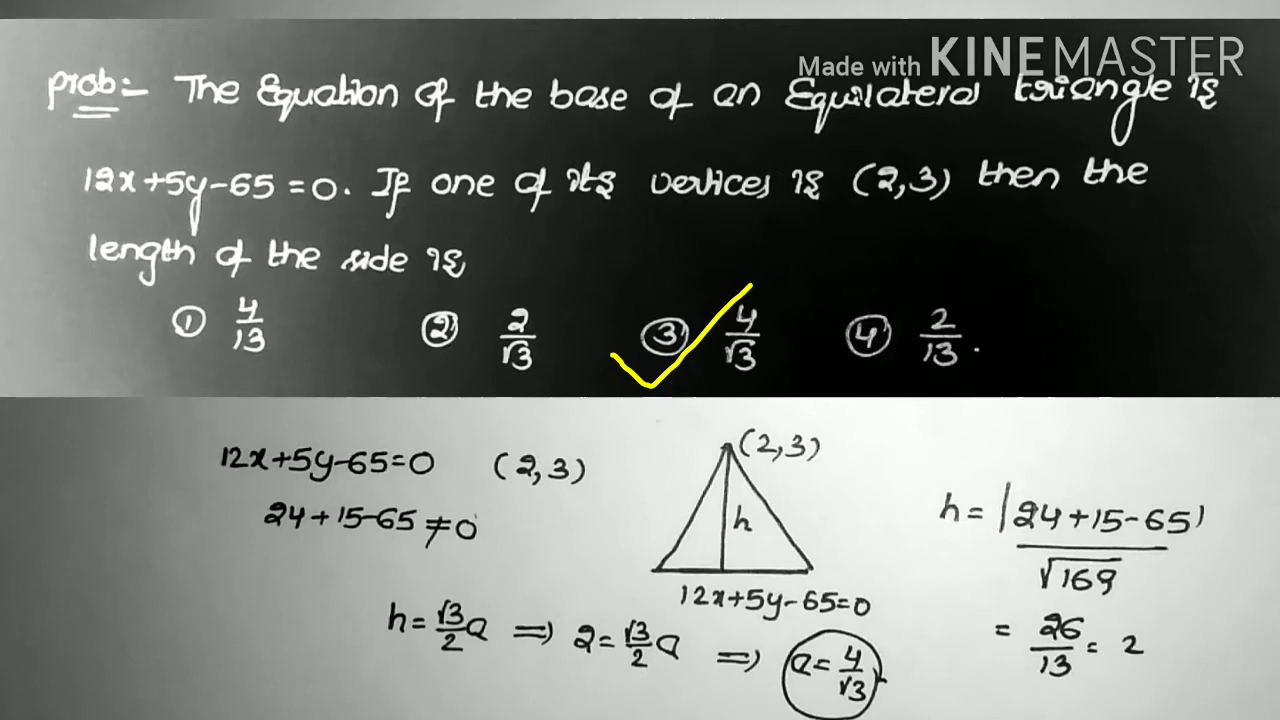 Made with KINEMASTER
prob:- The Equation of the base of an Equilateral triangle is
12x+5y-65=0. If one of its vertices is (2,3) then the
length of the side is
① 4/13 ② 2/√3 ③ 4/√3 ④ 2/13.
12x+5y-65=0 (2,3)
24+15-65≠0
(2,3)
h
12x+5y-65=0
h = |24+15-65|/√169
= 26/13 = 2
h=√3/2 a ⇒ 2=√3/2 a ⇒ a=4/√3